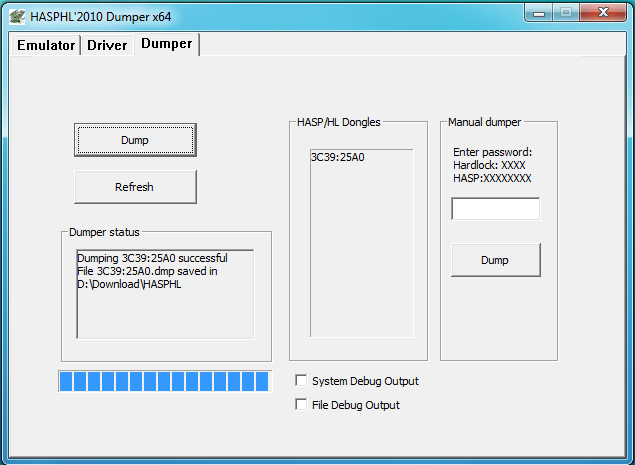 HASPHL'2010 Dumper x64
Emulator
Driver
Dumper
Dump
Refresh
Dumper status
Dumping 3C39:25A0 successful
File 3C39:25A0.dmp saved in
D:\Download\HASPHL
HASP/HL Dongles
3C39:25A0
Manual dumper
Enter password:
Hardlock: XXXX
HASP:XXXXXXXX
Dump
System Debug Output
File Debug Output